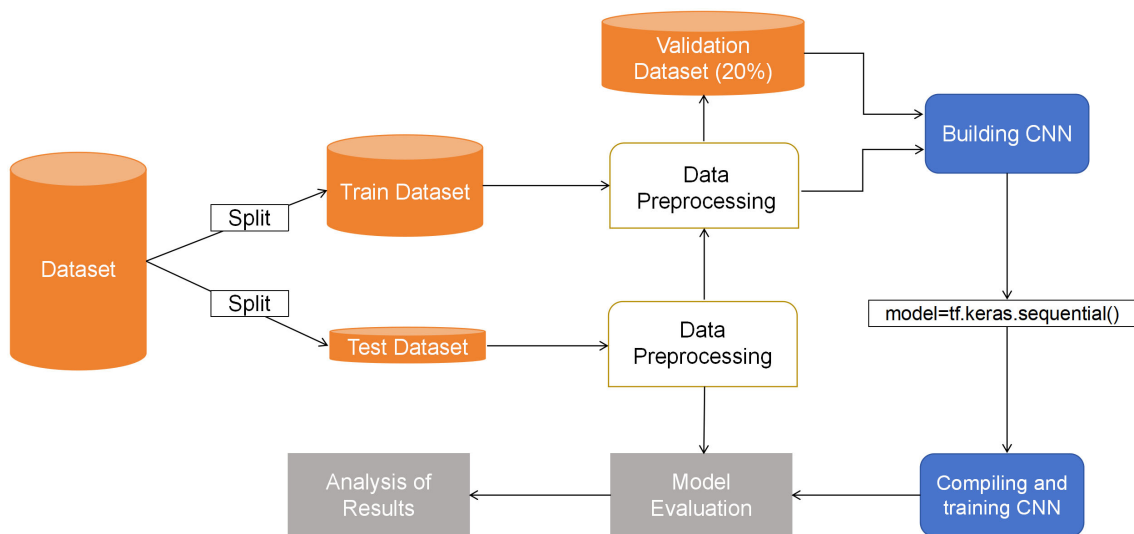 Validation
Dataset (20%)
Building CNN
Train Dataset
Data
Preprocessing
Split
Dataset
Split
model=tf.keras.sequential()
Test Dataset
Data
Preprocessing
Analysis of
Results
Model
Evaluation
Compiling and
training CNN